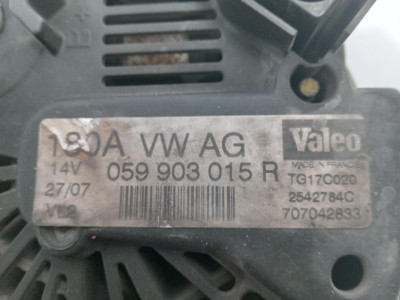 180A VW AG
14V
059 903 015 R
27/07
Valeo
MADE IN FRANCE
TG17C020
2542784C
707042833